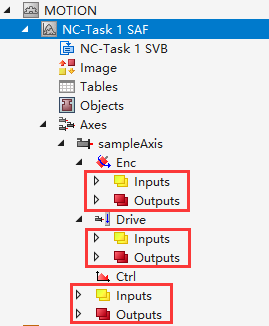 MOTION
NC-Task 1 SAF
NC-Task 1 SVB
Image
Tables
Objects
Axes
sampleAxis
Enc
Inputs
Outputs
Drive
Inputs
Outputs
Ctrl
Inputs
Outputs